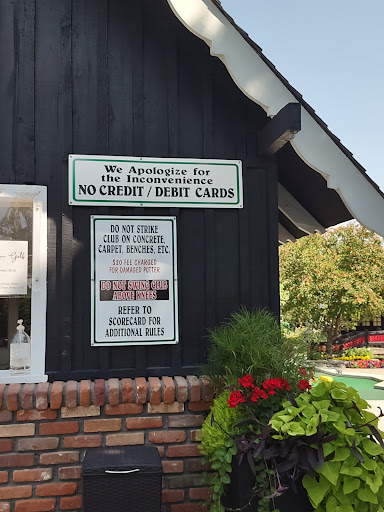 We Apologize for
the Inconvenience
NO CREDIT / DEBIT CARDS
DO NOT STRIKE
CLUB ON CONCRETE,
CARPET, BENCHES, ETC.
$20 FEE CHARGED
FOR DAMAGED PUTTER
DO NOT SWING CLUB
ABOVE KNEES
REFER TO
SCORECARD FOR
ADDITIONAL RULES
Golf